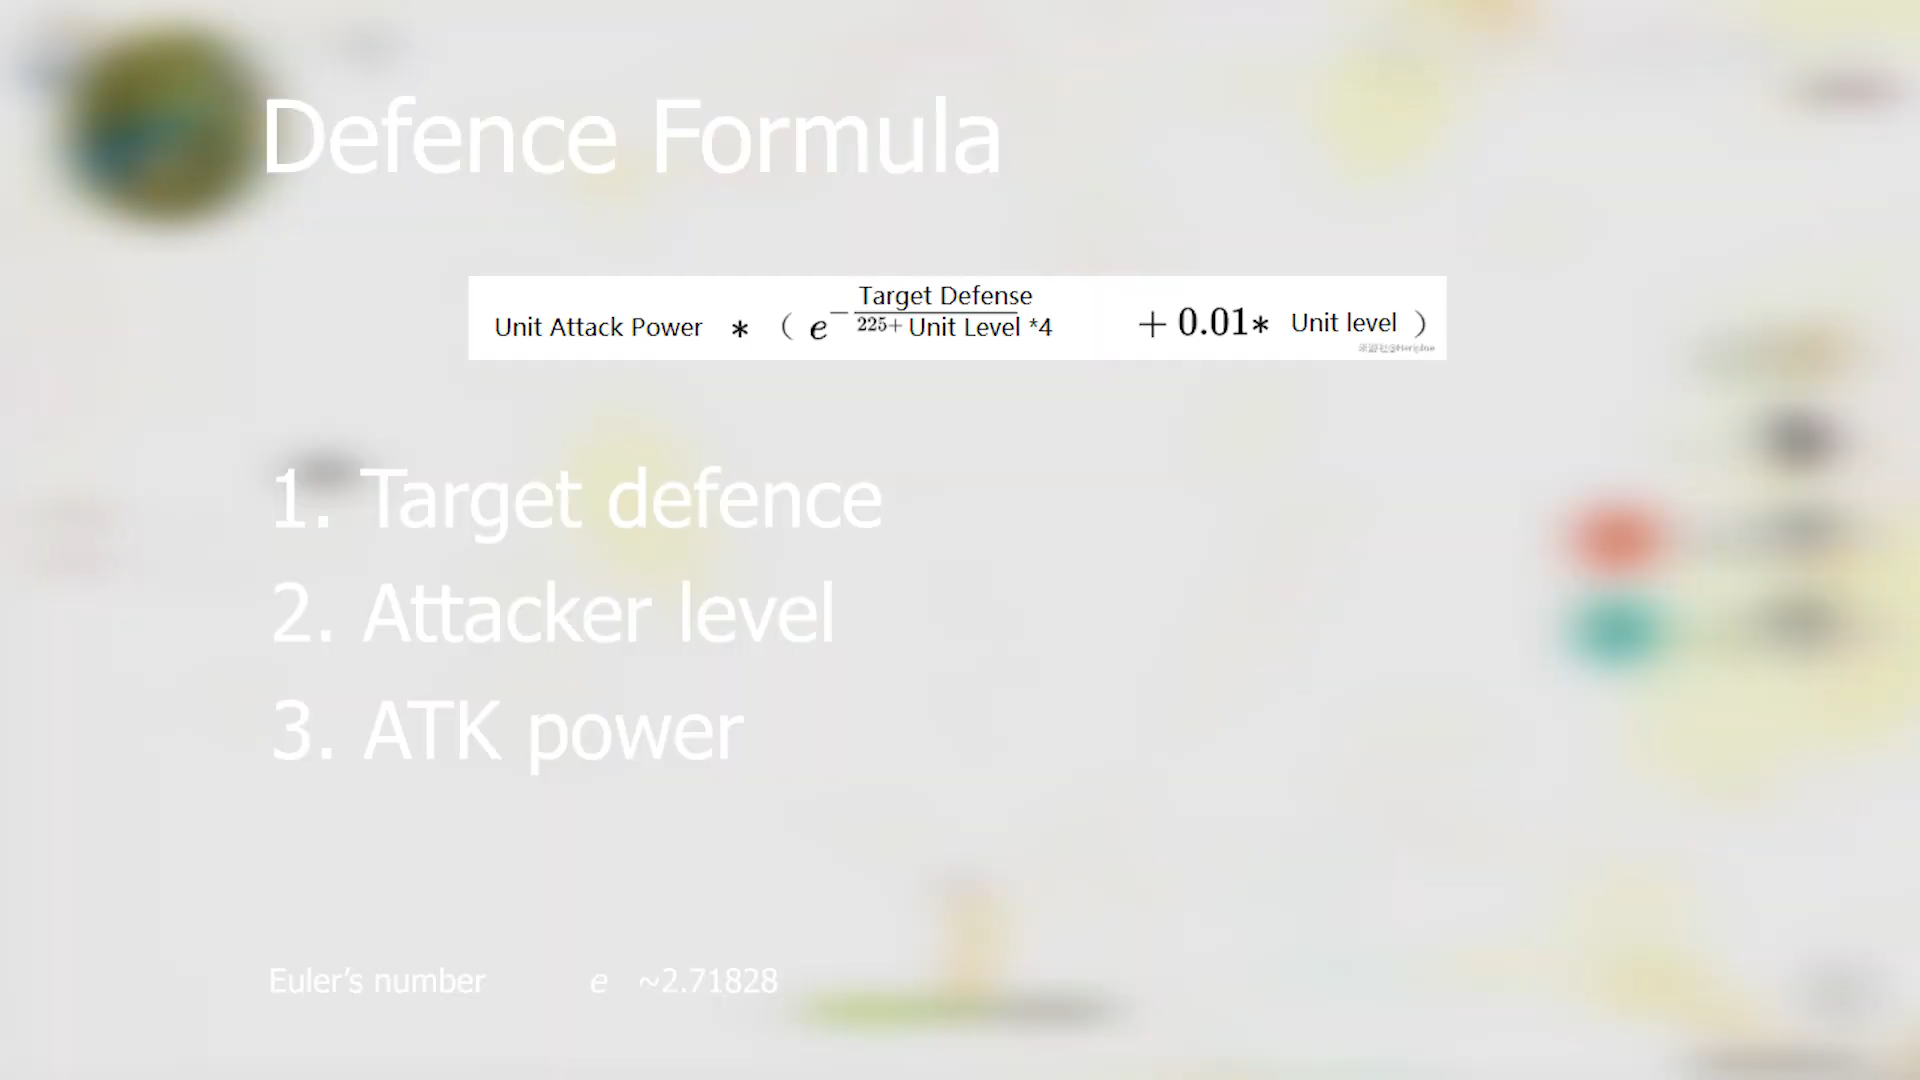 Defence Formula
Unit Attack Power * ( e^-(Target Defense / 225+ Unit Level *4) + 0.01* Unit level )
1. Target defence
2. Attacker level
3. ATK power
Euler's number e ~2.71828